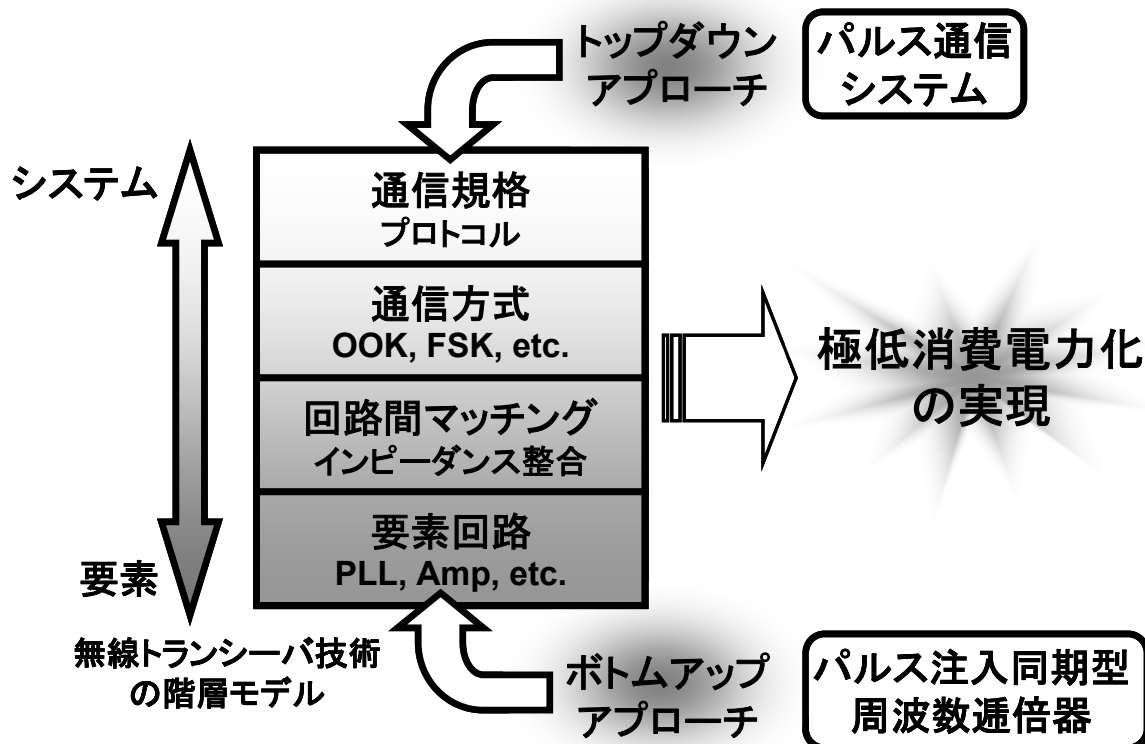 トップダウン
アプローチ
パルス通信
システム
システム
通信規格
プロトコル
通信方式
OOK, FSK, etc.
回路間マッチング
インピーダンス整合
要素回路
PLL, Amp, etc.
要素
無線トランシーバ技術
の階層モデル
極低消費電力化
の実現
ボトムアップ
アプローチ
パルス注入同期型
周波数逓倍器